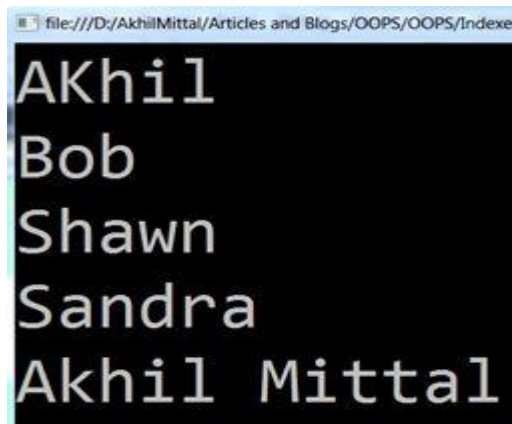 file:///D:/AkhilMittal/Articles and Blogs/OOPS/OOPS/Indexe
AKhil
Bob
Shawn
Sandra
Akhil Mittal